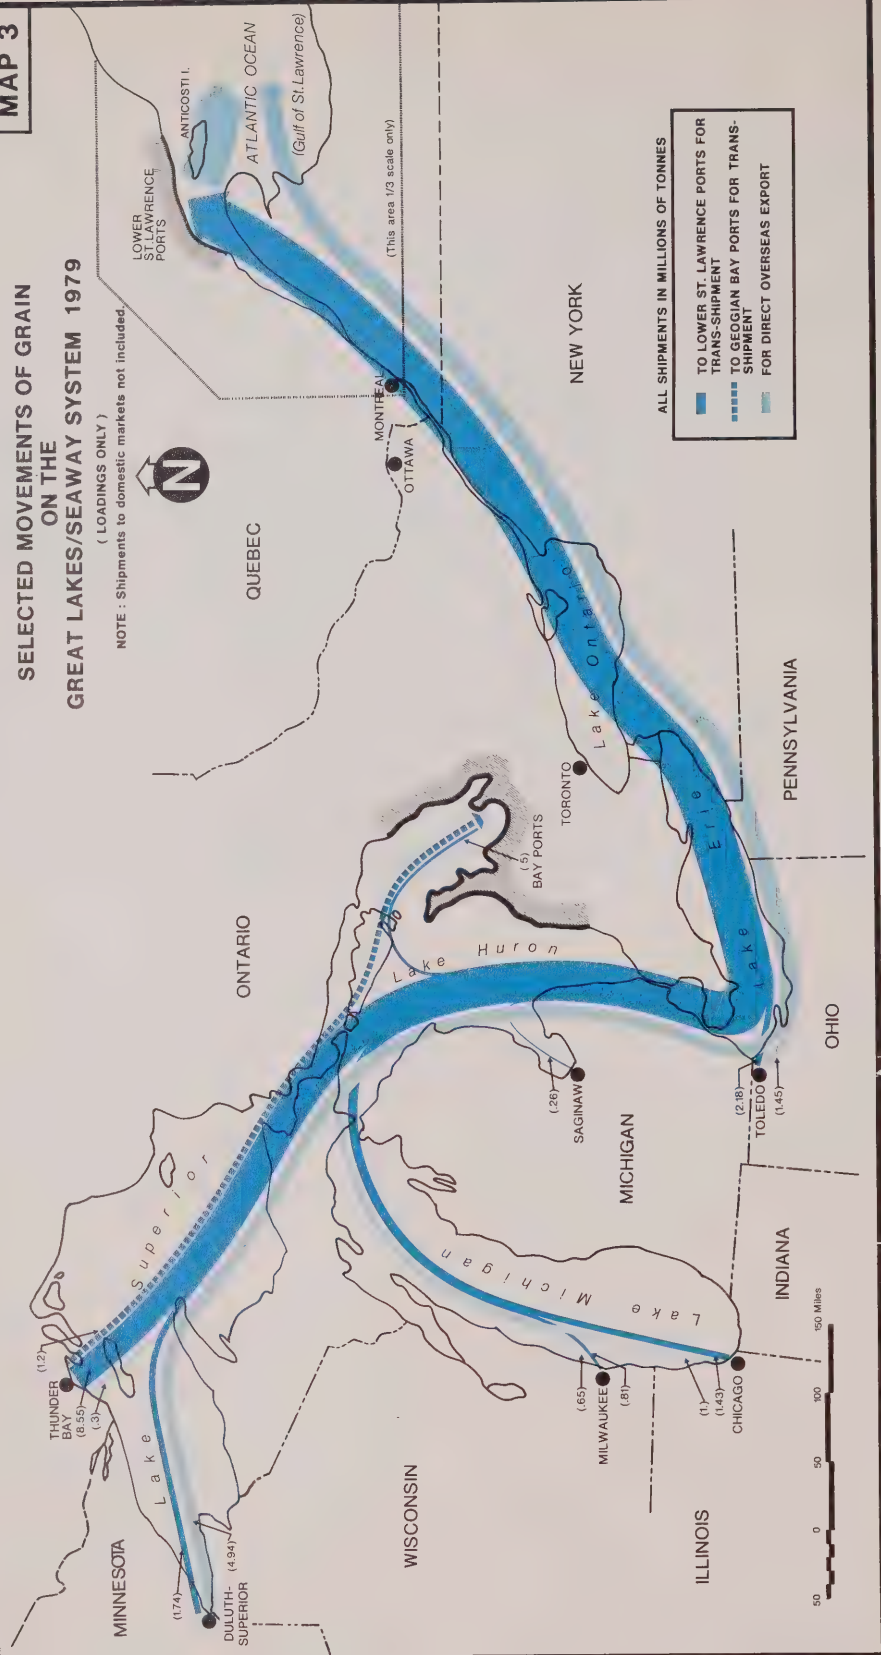 MAP 3
SELECTED MOVEMENTS OF GRAIN
ON THE
GREAT LAKES/SEAWAY SYSTEM 1979
( LOADINGS ONLY )
NOTE : Shipments to domestic markets not included.
N
LOWER
ST. LAWRENCE
PORTS
ANTICOSTI I.
ATLANTIC OCEAN
(Gulf of St. Lawrence)
(This area 1/3 scale only)
QUEBEC
MONTREAL
OTTAWA
NEW YORK
ONTARIO
TORONTO
Lake Ontario
PENNSYLVANIA
Lake Erie
(.5)
BAY PORTS
Lake Huron
OHIO
(2.18)
TOLEDO
(1.45)
(.26)
SAGINAW
MICHIGAN
INDIANA
Lake Michigan
(.65)
MILWAUKEE
(.81)
(1.)
(1.43)
CHICAGO
ILLINOIS
WISCONSIN
MINNESOTA
Lake Superior
(1.2)
THUNDER
BAY
(8.55)
(.3)
(1.74)
(4.94)
DULUTH-
SUPERIOR
ALL SHIPMENTS IN MILLIONS OF TONNES
TO LOWER ST. LAWRENCE PORTS FOR
TRANS-SHIPMENT
TO GEOGIAN BAY PORTS FOR TRANS-
SHIPMENT
FOR DIRECT OVERSEAS EXPORT
50 0 50 100 150 Miles